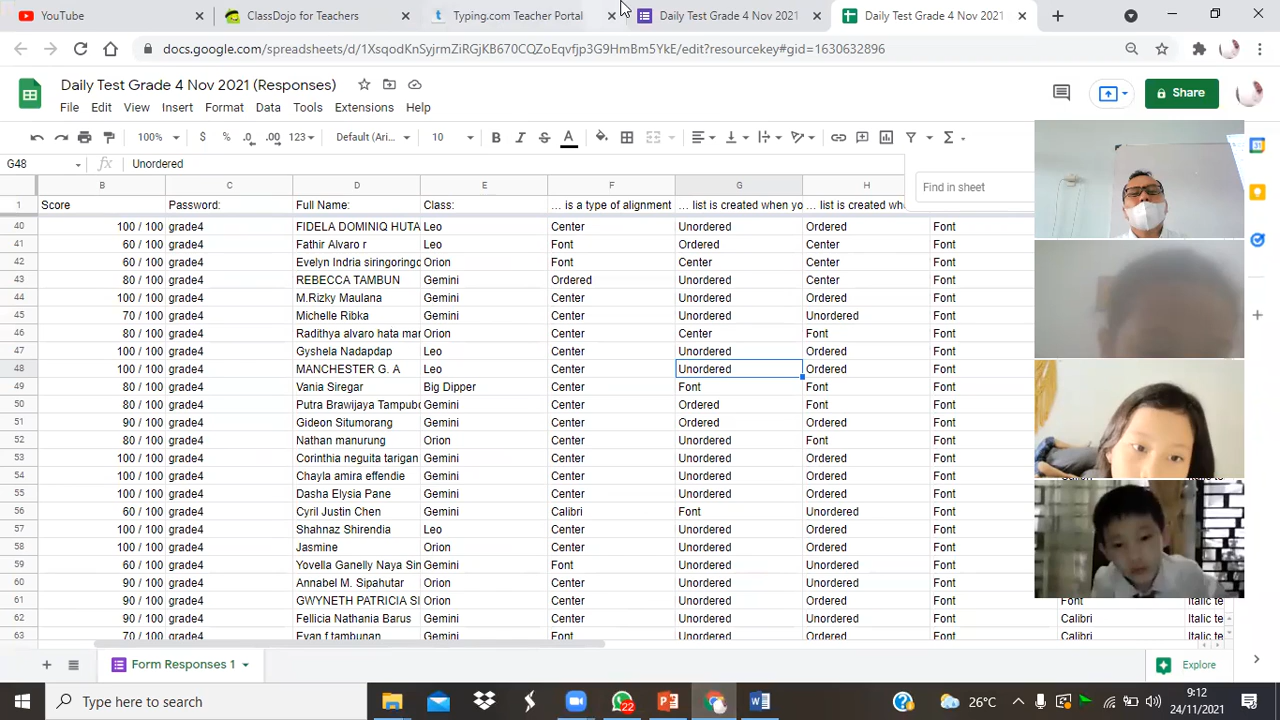 YouTube ClassDojo for Teachers Typing.com Teacher Portal Daily Test Grade 4 Nov 2021 Daily Test Grade 4 Nov 2021
docs.google.com/spreadsheets/d/1XsqodKnSyjrmZiRGjKB670CQZoEqvfjp3G9HmBm5YkE/edit?resourcekey#gid=1630632896
Daily Test Grade 4 Nov 2021 (Responses)
File Edit View Insert Format Data Tools Extensions Help
Share
100% $ % .0 .00 123 Default (Ari... 10 B I S A
G48 fx Unordered
Find in sheet
B C D E F G H
1 Score Password: Full Name: Class: ... is a type of alignment ... list is created when yo ... list is created wh
40 100 / 100 grade4 FIDELA DOMINIQ HUTA Leo Center Unordered Ordered Font
41 60 / 100 grade4 Fathir Alvaro r Leo Font Ordered Center Font
42 60 / 100 grade4 Evelyn Indria siringoringo Orion Font Center Center Font
43 80 / 100 grade4 REBECCA TAMBUN Gemini Ordered Unordered Center Font
44 100 / 100 grade4 M.Rizky Maulana Gemini Center Unordered Ordered Font
45 70 / 100 grade4 Michelle Ribka Gemini Center Unordered Unordered Font
46 80 / 100 grade4 Radithya alvaro hata mar Orion Center Center Font Font
47 100 / 100 grade4 Gyshela Nadapdap Leo Center Unordered Ordered Font
48 100 / 100 grade4 MANCHESTER G. A Leo Center Unordered Ordered Font
49 80 / 100 grade4 Vania Siregar Big Dipper Center Font Font Font
50 80 / 100 grade4 Putra Brawijaya Tampubo Gemini Center Ordered Font Font
51 90 / 100 grade4 Gideon Situmorang Gemini Center Ordered Ordered Font
52 80 / 100 grade4 Nathan manurung Orion Center Unordered Font Font
53 100 / 100 grade4 Corinthia neguita tarigan Gemini Center Unordered Ordered Font
54 100 / 100 grade4 Chayla amira effendie Gemini Center Unordered Ordered Font
55 100 / 100 grade4 Dasha Elysia Pane Gemini Center Unordered Ordered Font
56 60 / 100 grade4 Cyril Justin Chen Gemini Calibri Font Unordered Font
57 100 / 100 grade4 Shahnaz Shirendia Leo Center Unordered Ordered Font
58 100 / 100 grade4 Jasmine Orion Center Unordered Ordered Font
59 80 / 100 grade4 Yovella Ganelly Naya Sin Gemini Font Unordered Unordered Font
60 90 / 100 grade4 Annabel M. Sipahutar Orion Center Unordered Unordered Font
61 90 / 100 grade4 GWYNETH PATRICIA SI Orion Center Unordered Ordered Font Font Italic te
62 90 / 100 grade4 Fellicia Nathania Barus Gemini Center Unordered Unordered Font Calibri Italic te
63 70 / 100 grade4 Evan f tambunan Gemini Font Unordered Ordered Font Calibri Italic te
Form Responses 1 Explore
Type here to search 22 26°C 9:12
24/11/2021